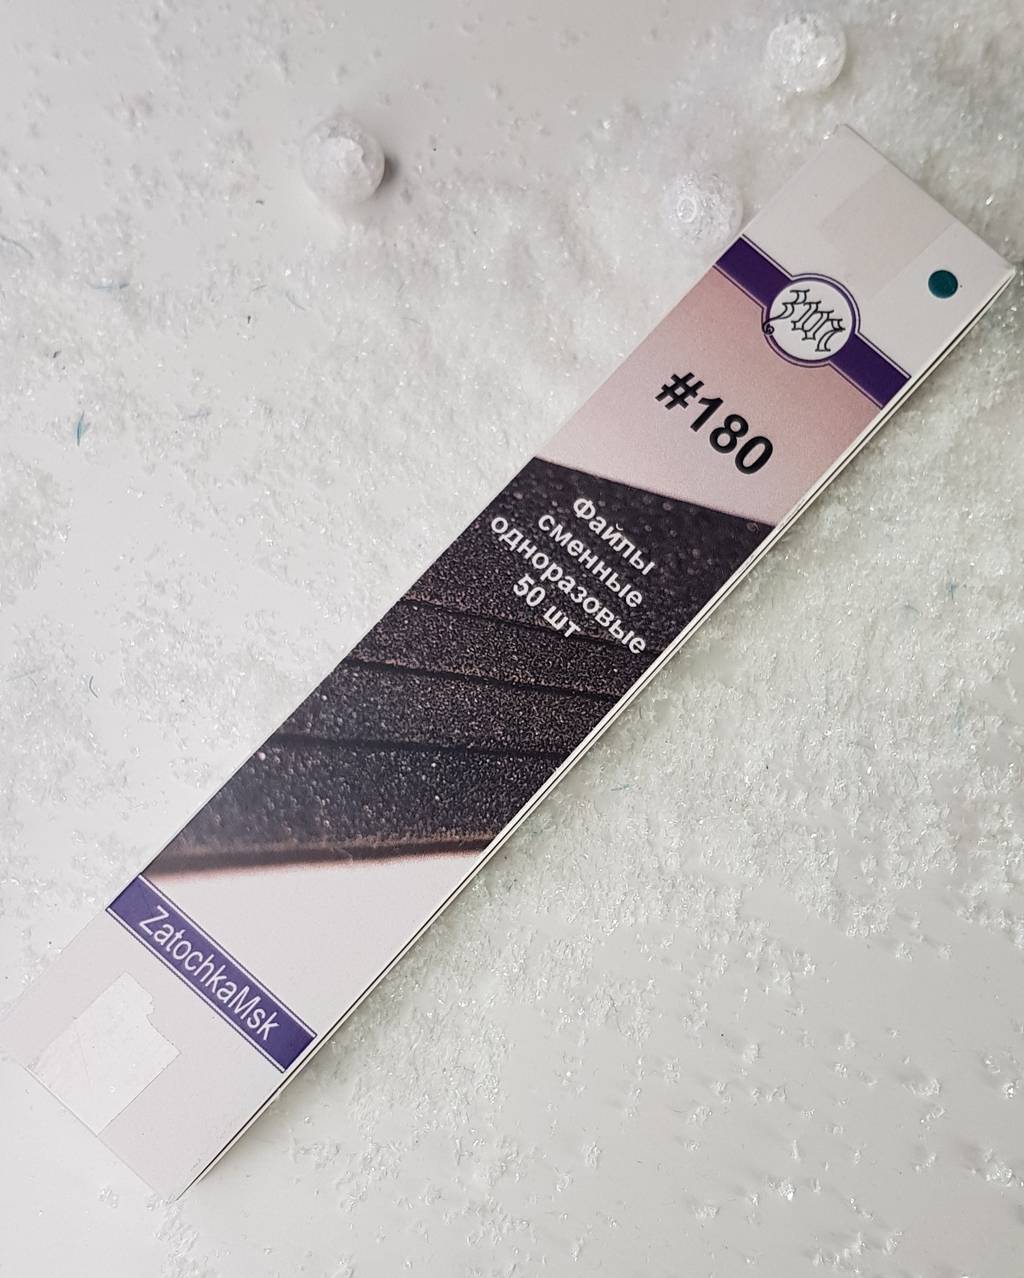 #180
Файлы
сменные
одноразовые
50 шт
ZatochkaMsk